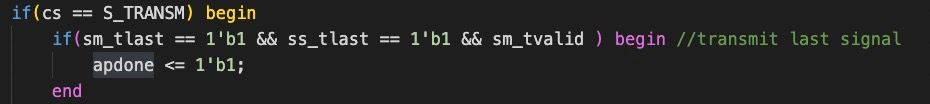 if(cs == S_TRANSM) begin
if(sm_tlast == 1'b1 && ss_tlast == 1'b1 && sm_tvalid ) begin //transmit last signal
apdone <= 1'b1;
end